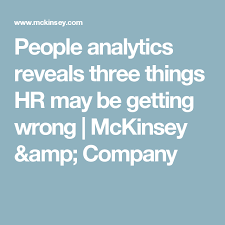 www.mckinsey.com
People analytics
reveals three things
HR may be getting
wrong | McKinsey
&amp; Company